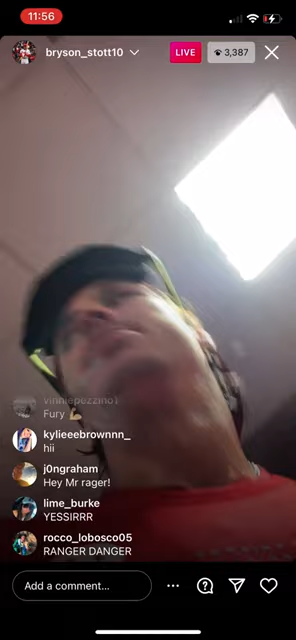 11:56
bryson_stott10
LIVE
3,387
vinniepezzino1
Fury 💪
kylieeebrownnn_
hii
j0ngraham
Hey Mr rager!
lime_burke
YESSIRRR
rocco_lobosco05
RANGER DANGER
Add a comment...